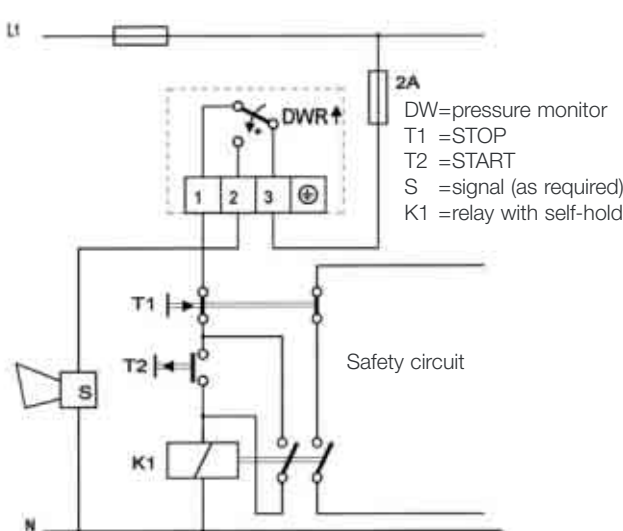 L1
2A
DWR
DW=pressure monitor
T1 =STOP
T2 =START
S =signal (as required)
K1 =relay with self-hold
1 2 3
T1
T2
Safety circuit
S
K1
N